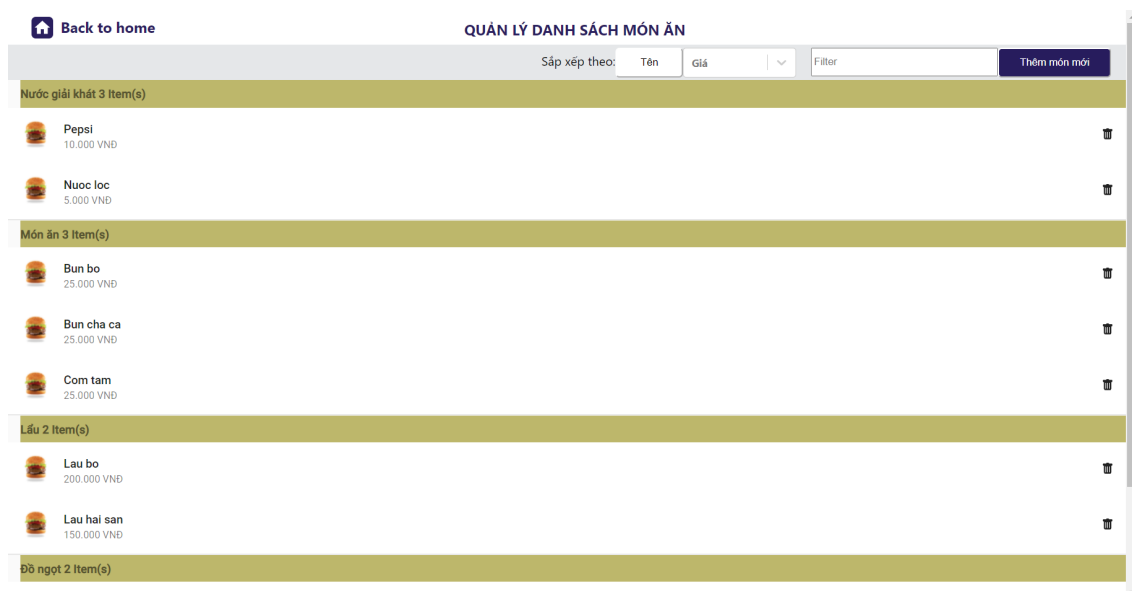 Back to home
QUẢN LÝ DANH SÁCH MÓN ĂN
Sắp xếp theo: Tên Giá Filter Thêm món mới
Nước giải khát 3 Item(s)
Pepsi
10.000 VNĐ
Nuoc loc
5.000 VNĐ
Món ăn 3 Item(s)
Bun bo
25.000 VNĐ
Bun cha ca
25.000 VNĐ
Com tam
25.000 VNĐ
Lẩu 2 Item(s)
Lau bo
200.000 VNĐ
Lau hai san
150.000 VNĐ
Đồ ngọt 2 Item(s)